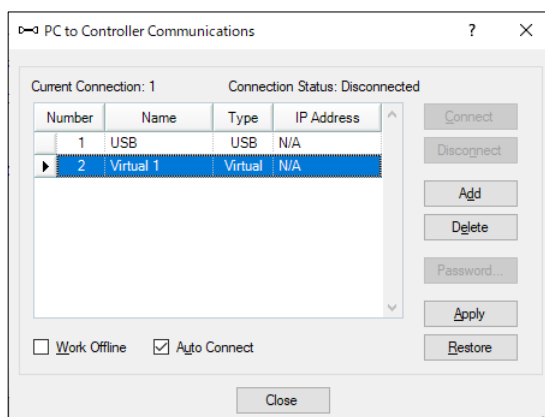 PC to Controller Communications
Current Connection: 1 Connection Status: Disconnected
Number Name Type IP Address
1 USB USB N/A
2 Virtual 1 Virtual N/A
Connect
Disconnect
Add
Delete
Password...
Apply
Restore
Work Offline Auto Connect
Close